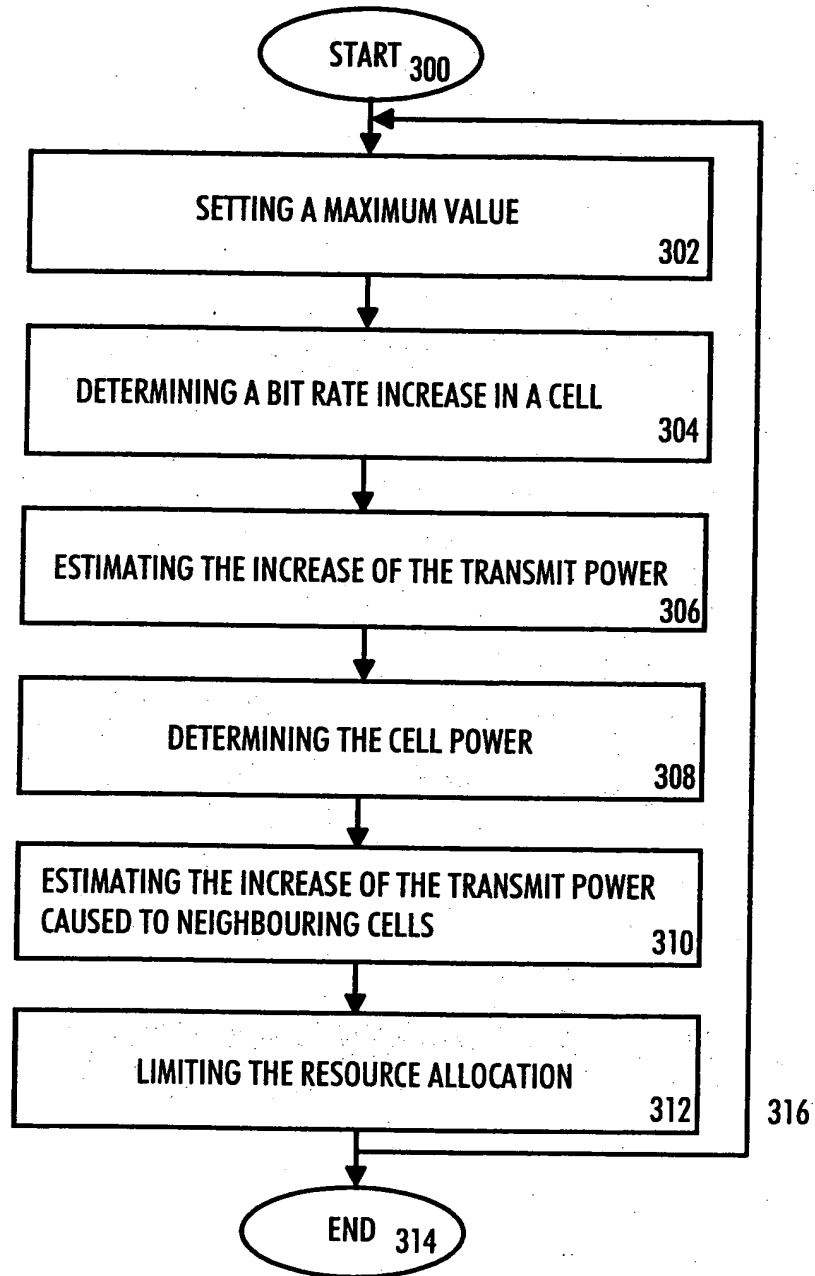 START 300
SETTING A MAXIMUM VALUE
302
DETERMINING A BIT RATE INCREASE IN A CELL
304
ESTIMATING THE INCREASE OF THE TRANSMIT POWER
306
DETERMINING THE CELL POWER
308
ESTIMATING THE INCREASE OF THE TRANSMIT POWER
CAUSED TO NEIGHBOURING CELLS
310
LIMITING THE RESOURCE ALLOCATION
312
316
END 314